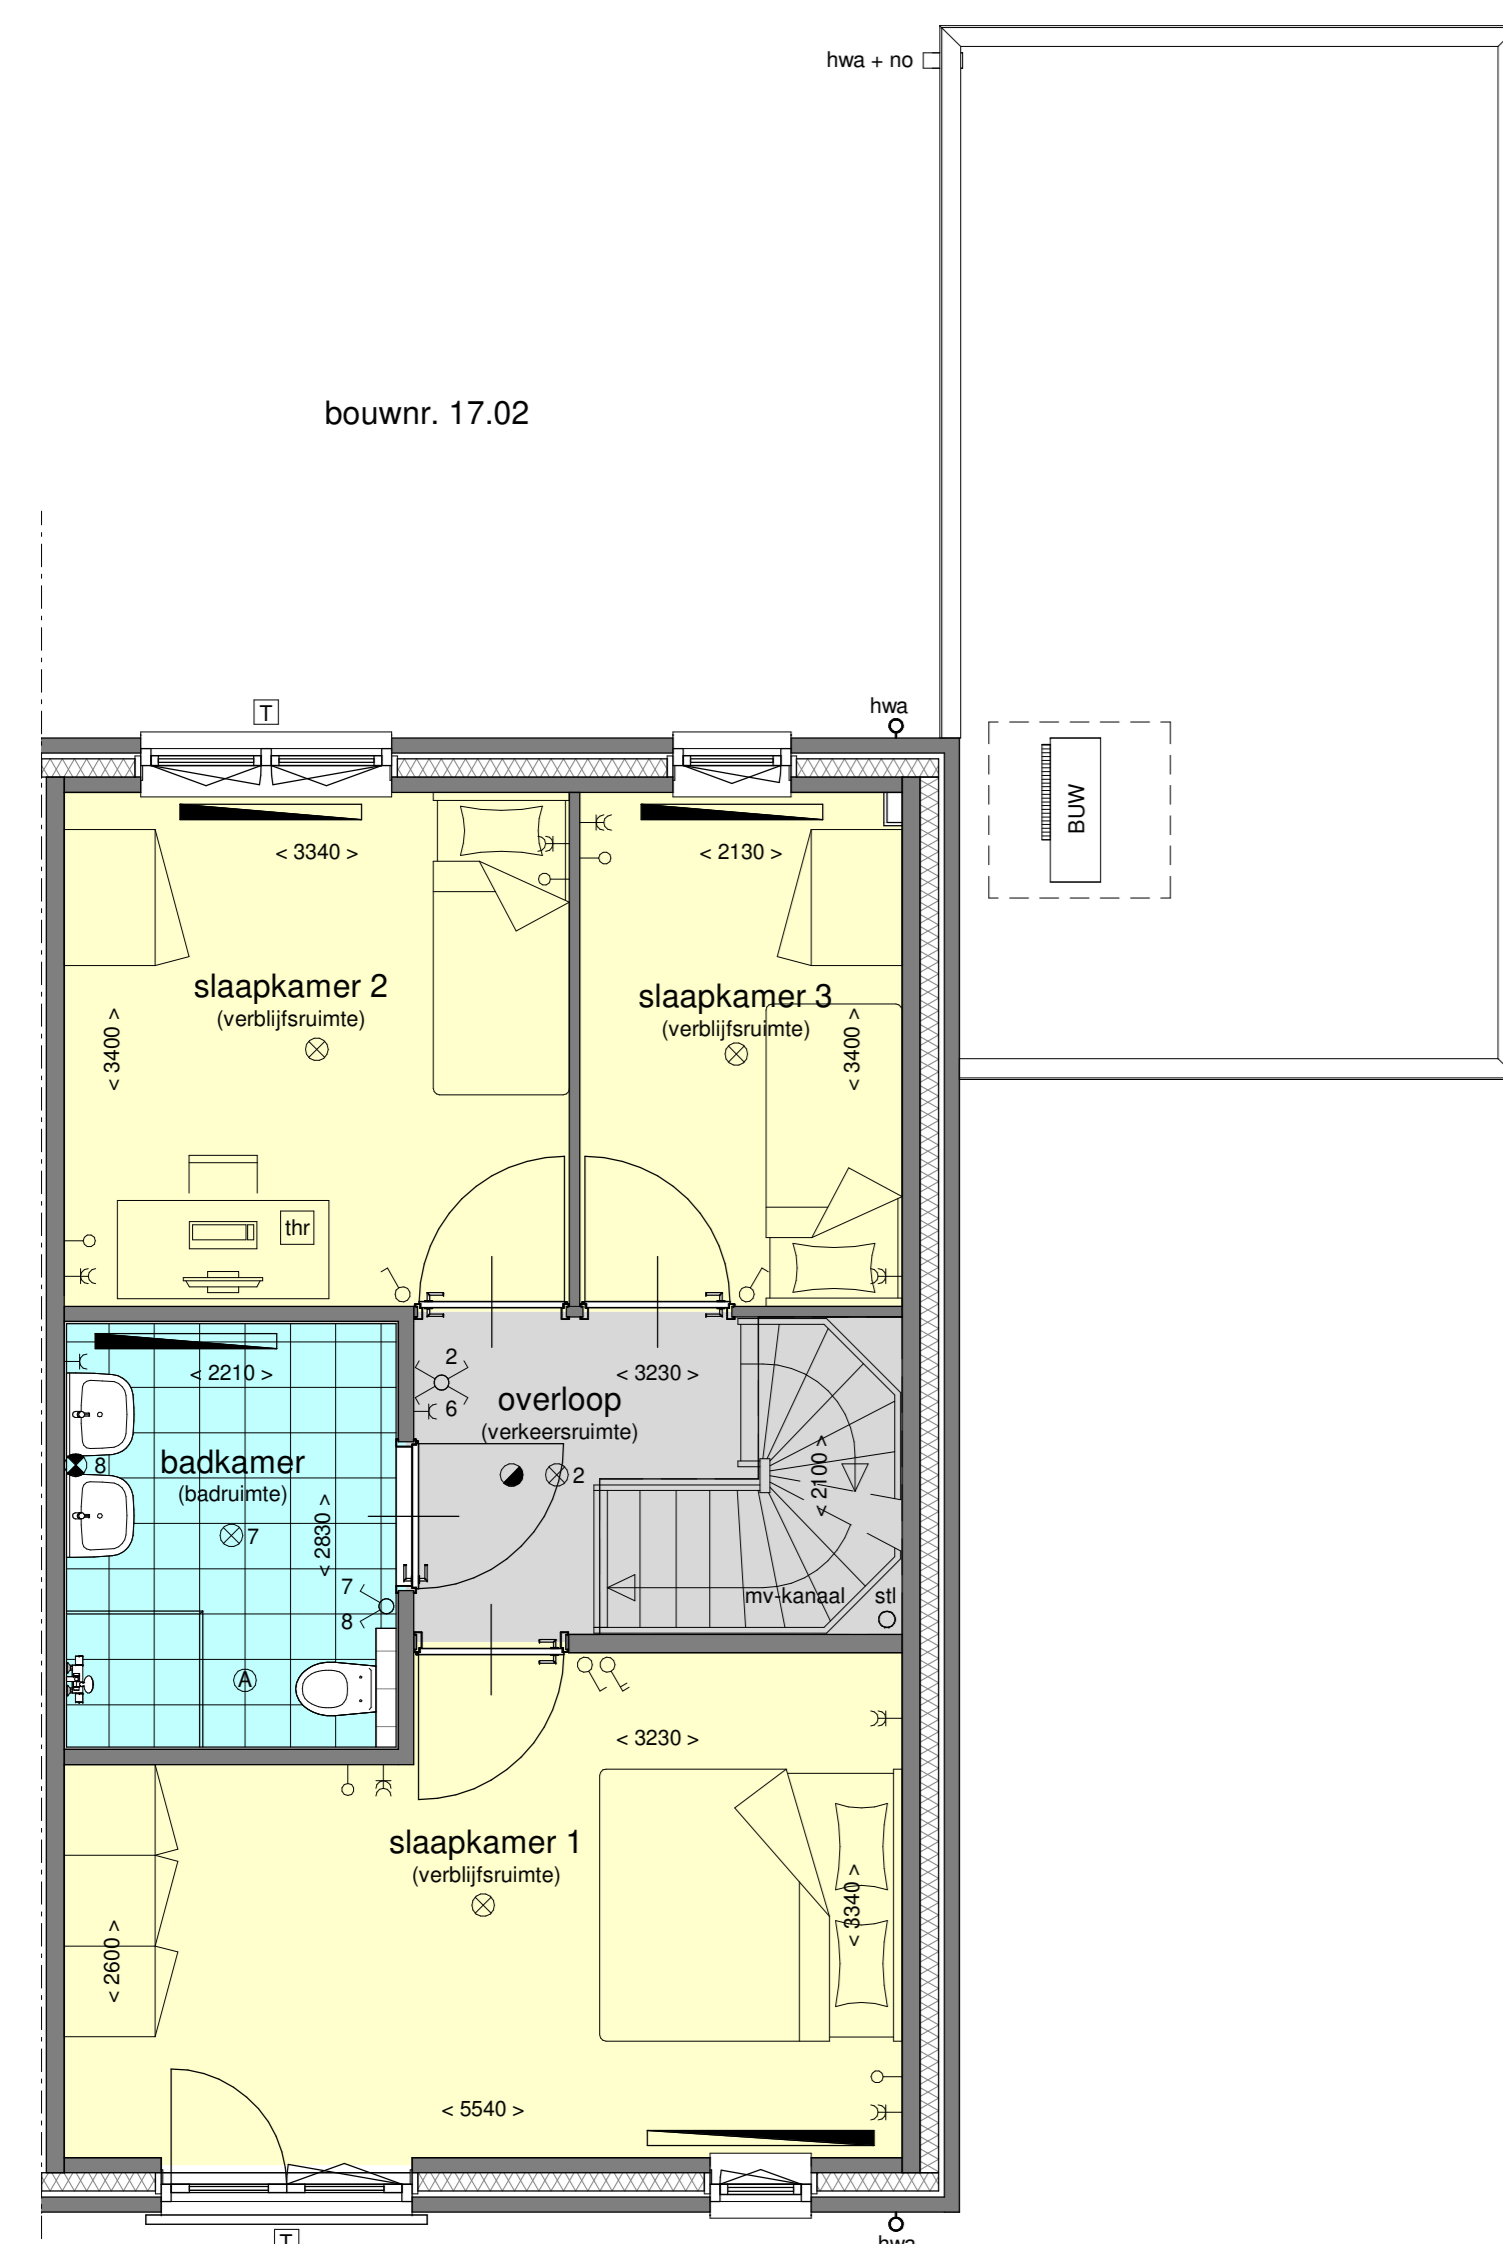 hwa + no
bouwnr. 17.02
T
hwa
BUW
< 3340 >
< 2130 >
slaapkamer 2
(verblijfsruimte)
slaapkamer 3
(verblijfsruimte)
< 3400 >
< 3400 >
thr
< 2210 >
2
6
< 3230 >
overloop
(verkeersruimte)
badkamer
(badruimte)
8
7
< 2830 >
2
< 2100 >
7
8
mv-kanaal
stl
A
< 3230 >
slaapkamer 1
(verblijfsruimte)
< 3340 >
< 2600 >
< 5540 >
T
hwa